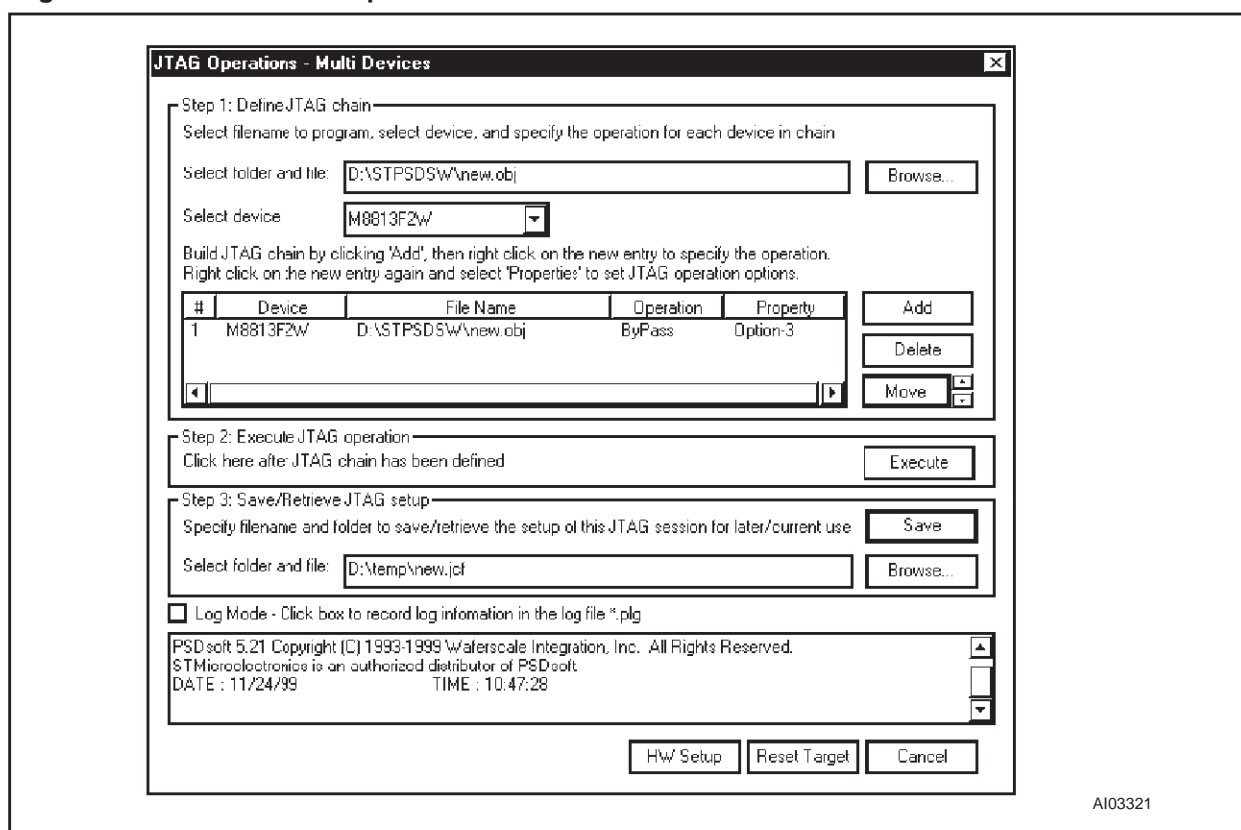 JTAG Operations - Multi Devices
Step 1: Define JTAG chain
Select filename to program, select device, and specify the operation for each device in chain
Select folder and file: D:\STPSDSW\new.obj Browse...
Select device M8813F2W
Build JTAG chain by clicking 'Add', then right click on the new entry to specify the operation.
Right click on the new entry again and select 'Properties' to set JTAG operation options.
# Device File Name Operation Property Add
1 M8813F2W D:\STPSDSW\new.obj ByPass Option-3
Delete
Move
Step 2: Execute JTAG operation
Click here after JTAG chain has been defined Execute
Step 3: Save/Retrieve JTAG setup
Specify filename and folder to save/retrieve the setup of this JTAG session for later/current use Save
Select folder and file: D:\temp\new.jcf Browse...
Log Mode - Click box to record log infomation in the log file *.plg
PSDsoft 5.21 Copyright (C) 1993-1999 Waferscale Integration, Inc. All Rights Reserved.
STMicroelectronics is an authorized distributor of PSDsoft
DATE : 11/24/99 TIME : 10:47:28
HW Setup Reset Target Cancel
AI03321